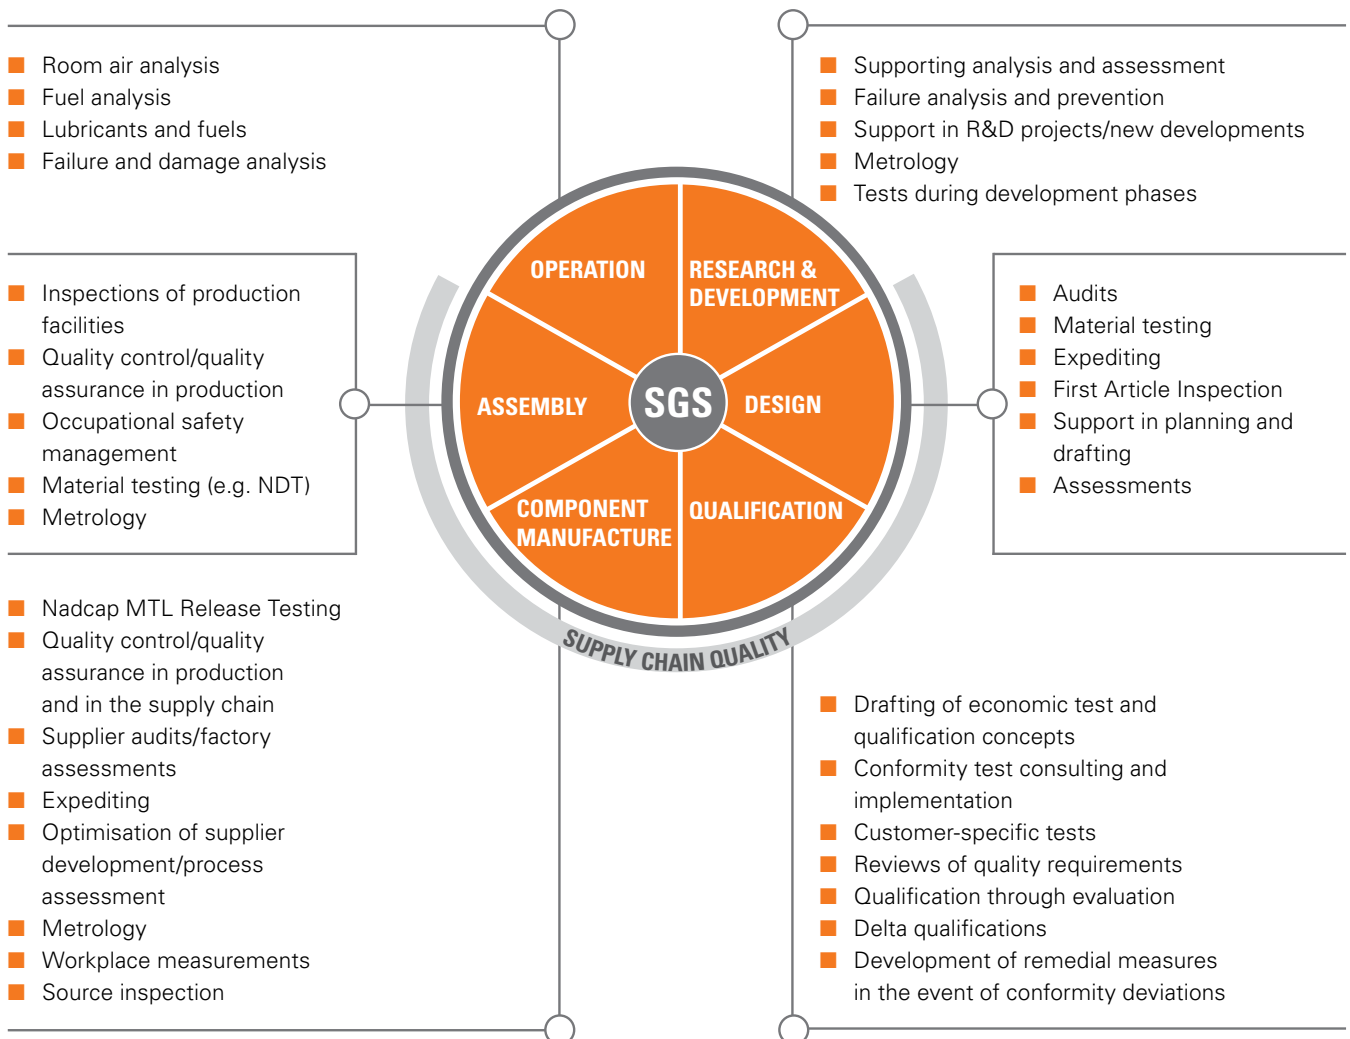 Room air analysis
Fuel analysis
Lubricants and fuels
Failure and damage analysis
Supporting analysis and assessment
Failure analysis and prevention
Support in R&D projects/new developments
Metrology
Tests during development phases
Inspections of production
facilities
Quality control/quality
assurance in production
Occupational safety
management
Material testing (e.g. NDT)
Metrology
OPERATION
RESEARCH &
DEVELOPMENT
ASSEMBLY
SGS
DESIGN
COMPONENT
MANUFACTURE
QUALIFICATION
SUPPLY CHAIN QUALITY
Audits
Material testing
Expediting
First Article Inspection
Support in planning and
drafting
Assessments
Nadcap MTL Release Testing
Quality control/quality
assurance in production
and in the supply chain
Supplier audits/factory
assessments
Expediting
Optimisation of supplier
development/process
assessment
Metrology
Workplace measurements
Source inspection
Drafting of economic test and
qualification concepts
Conformity test consulting and
implementation
Customer-specific tests
Reviews of quality requirements
Qualification through evaluation
Delta qualifications
Development of remedial measures
in the event of conformity deviations